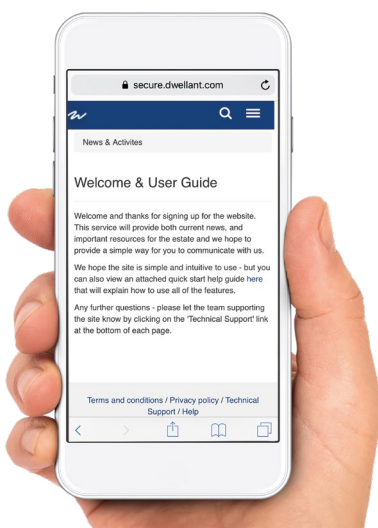 secure.dwellant.com
News & Activites
Welcome & User Guide
Welcome and thanks for signing up for the website.
This service will provide both current news, and
important resources for the estate and we hope to
provide a simple way for you to communicate with us.
We hope the site is simple and intuitive to use - but you
can also view an attached quick start help guide here
that will explain how to use all of the features.
Any further questions - please let the team supporting
the site know by clicking on the 'Technical Support' link
at the bottom of each page.
Terms and conditions / Privacy policy / Technical
Support / Help